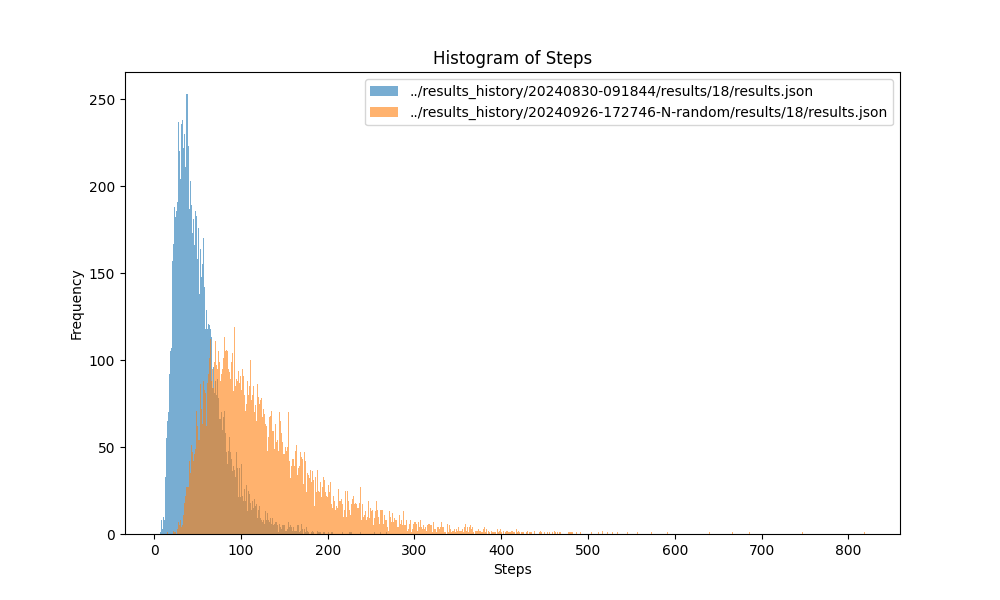 Histogram of Steps
../results_history/20240830-091844/results/18/results.json
../results_history/20240926-172746-N-random/results/18/results.json
250
200
150
100
50
0
Frequency
0 100 200 300 400 500 600 700 800
Steps